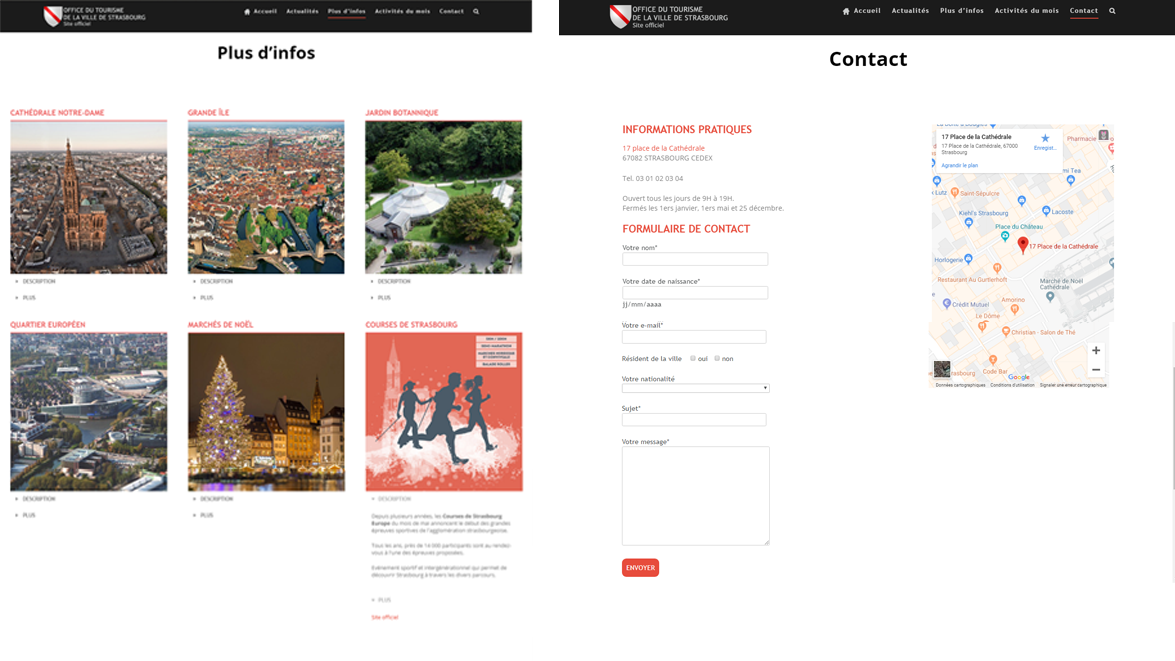 OFFICE DU TOURISME
DE LA VILLE DE STRASBOURG
Site officiel
Accueil Actualités Plus d'infos Activités du mois Contact
Plus d'infos
CATHÉDRALE NOTRE-DAME
GRANDE ÎLE
JARDIN BOTANNIQUE
DESCRIPTION
PLUS
DESCRIPTION
PLUS
DESCRIPTION
PLUS
QUARTIER EUROPÉEN
MARCHÉS DE NOËL
COURSES DE STRASBOURG
DESCRIPTION
PLUS
DESCRIPTION
PLUS
DESCRIPTION
Depuis plusieurs années, les Courses de Strasbourg
Europe du mois de mai annoncent le début des grandes
épreuves sportives de l'agglomération strasbourgeoise.
Tous les ans, près de 14 000 participants sont au rendez-
vous à l'une des épreuves proposées.
Evénement sportif et intergénérationnel qui permet de
découvrir Strasbourg à travers les divers parcours.
PLUS
Site officiel
OFFICE DU TOURISME
DE LA VILLE DE STRASBOURG
Site officiel
Accueil Actualités Plus d'infos Activités du mois Contact
Contact
INFORMATIONS PRATIQUES
17 place de la Cathédrale
67082 STRASBOURG CEDEX
Tel. 03 01 02 03 04
Ouvert tous les jours de 9H à 19H.
Fermés les 1ers janvier, 1ers mai et 25 décembre.
FORMULAIRE DE CONTACT
Votre nom*
Votre date de naissance*
jj/mm/aaaa
Votre e-mail*
Résident de la ville oui non
Votre nationalité
Sujet*
Votre message*
ENVOYER
17 Place de la Cathédrale
17 Place de la Cathédrale, 67000
Strasbourg
Enregist...
Agrandir le plan
Pharmacie
mi Tea
Lutz
Saint-Sépulcre
Kiehl's Strasbourg
Lacoste
Place du Château
17 Place de la Cathédrale
Horlogerie
Restaurant Au Gurtlerhoft
Marché de Noël
Cathédrale
Crédit Mutuel
Amorino
Le Dôme
Christian - Salon de Thé
Code Bar
Google
Données cartographiques Conditions d'utilisation Signaler une erreur cartographique